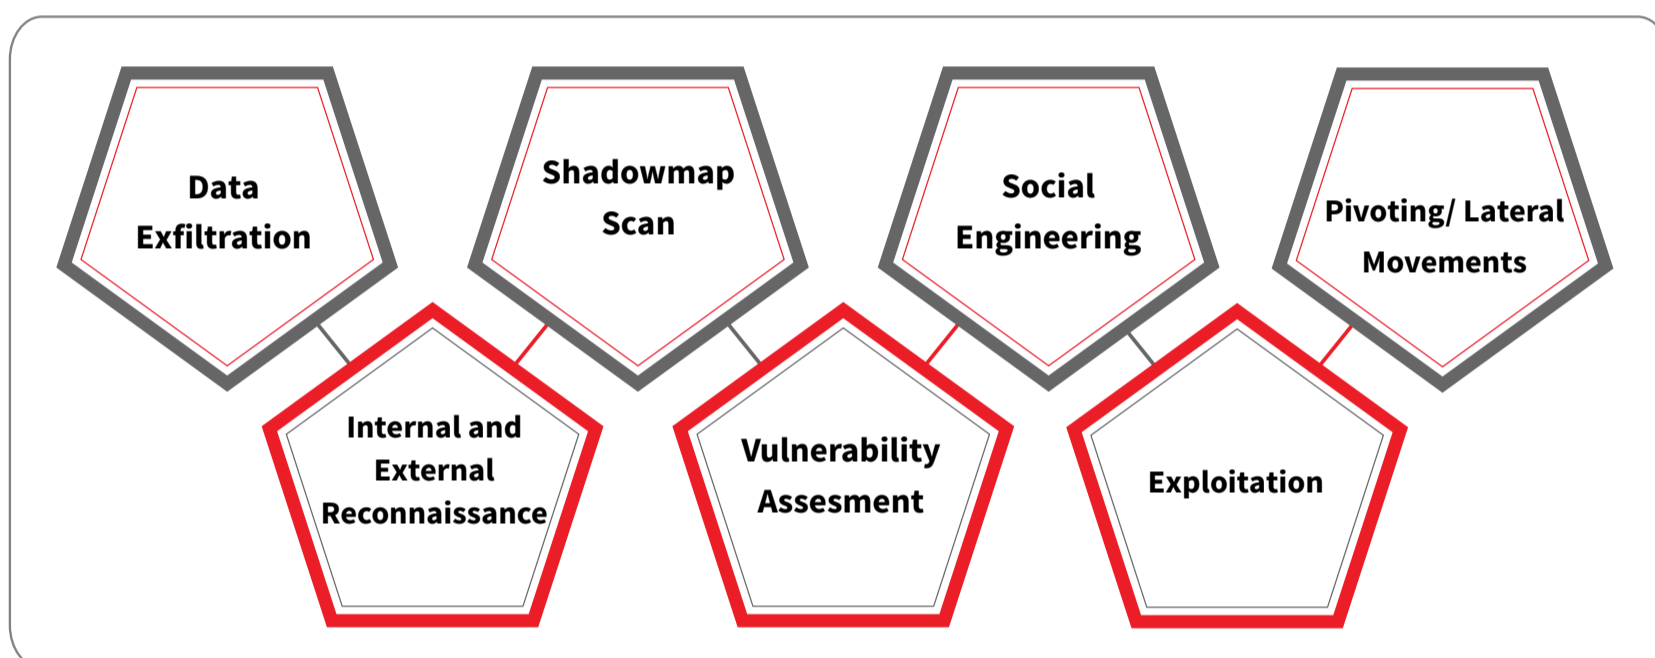 Data
Exfiltration
Shadowmap
Scan
Social
Engineering
Pivoting/ Lateral
Movements
Internal and
External
Reconnaissance
Vulnerability
Assesment
Exploitation